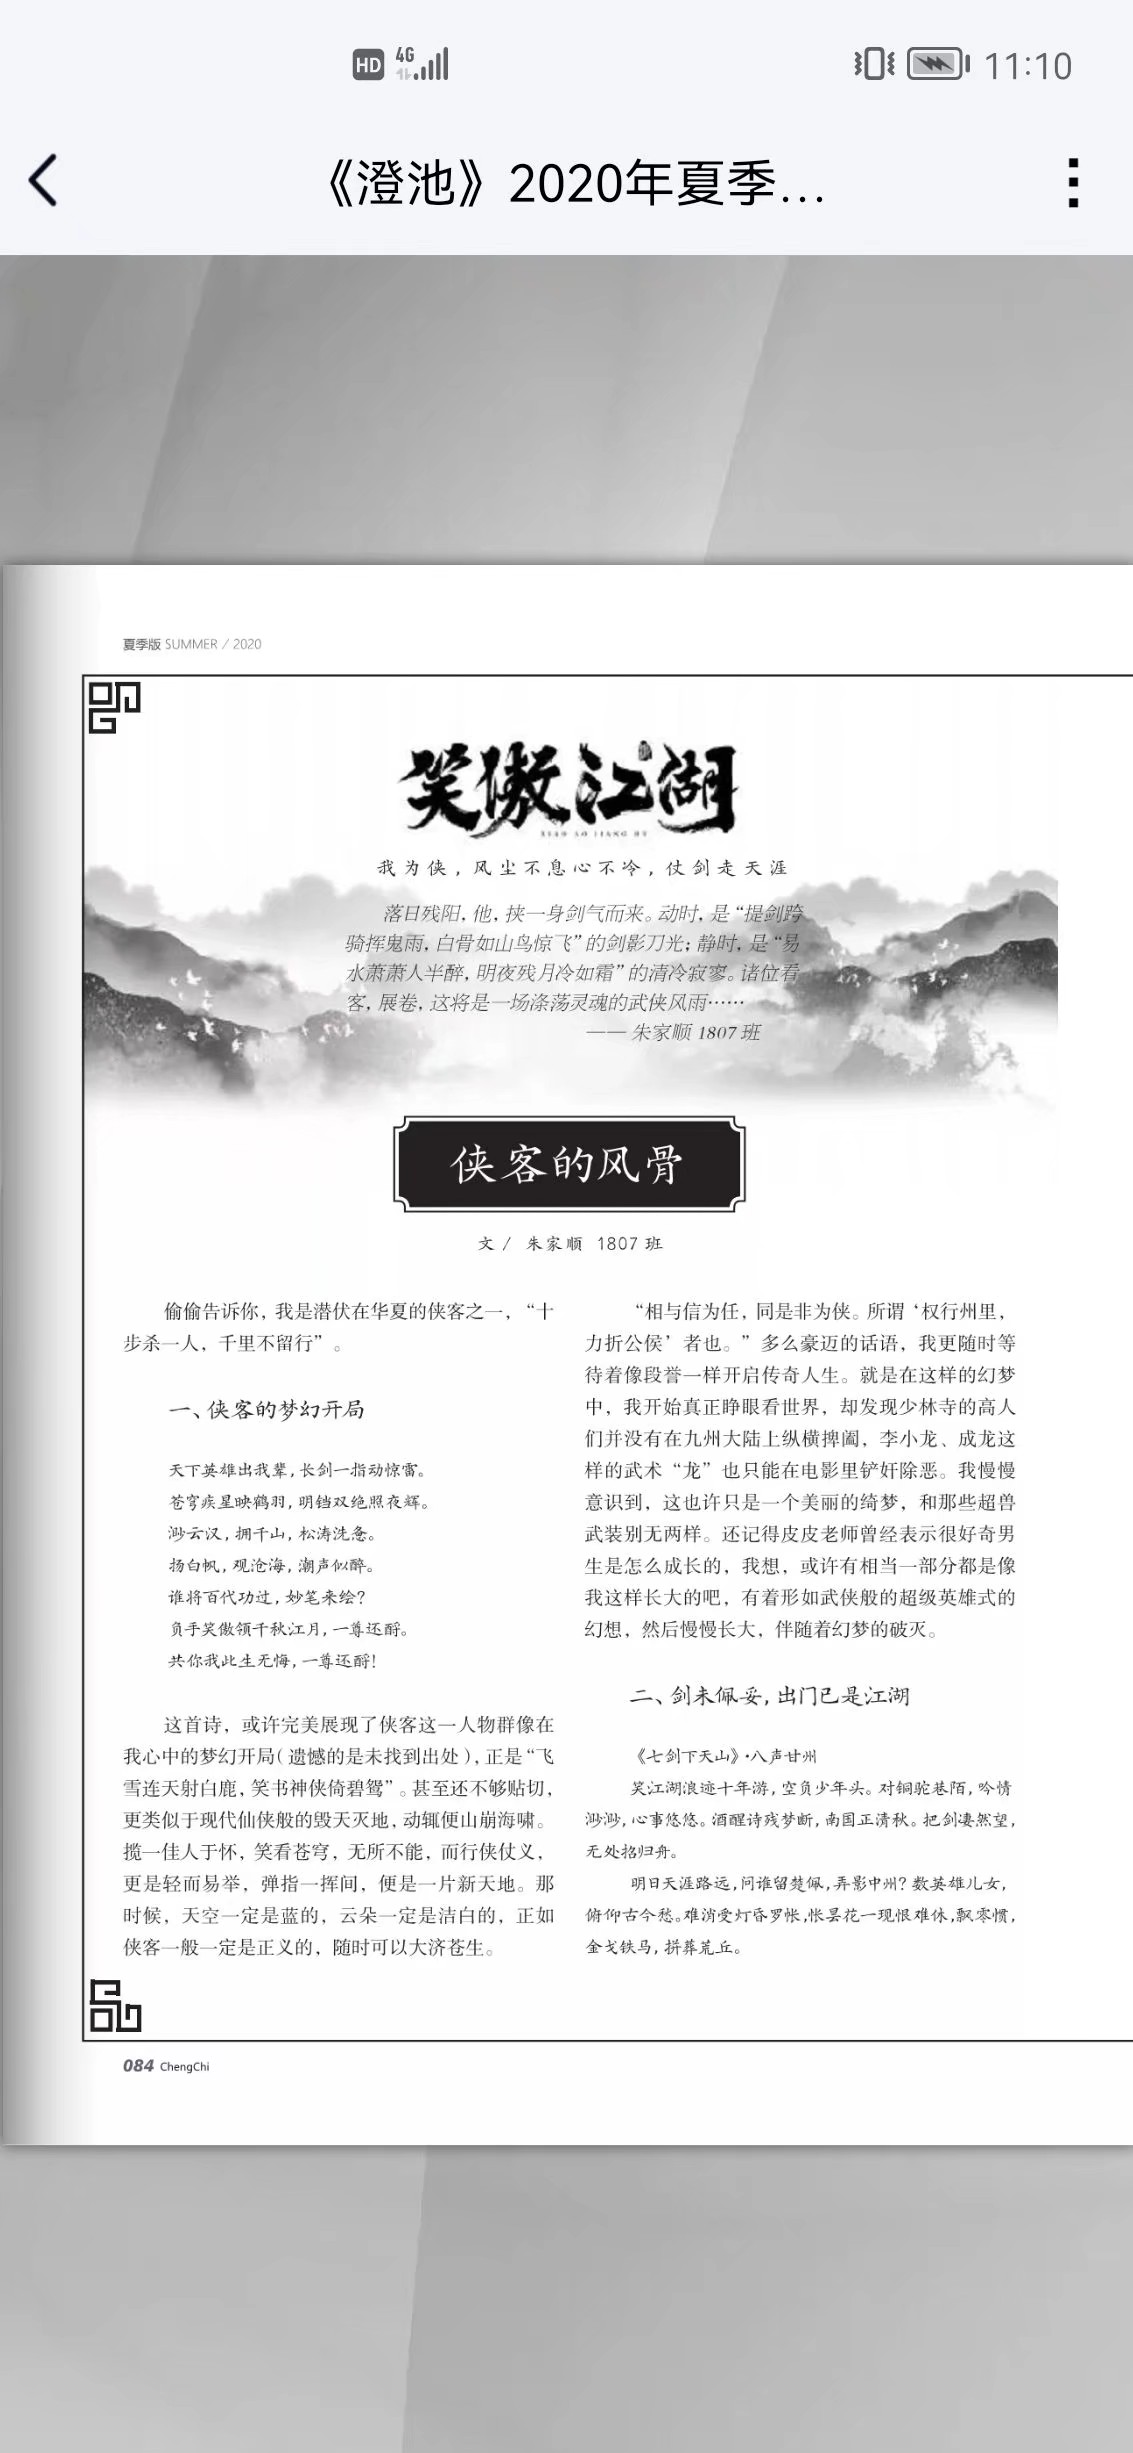 HD 4G 11:10
《澄池》2020年夏季...
夏季版 SUMMER / 2020
笑傲江湖
XIAO AO JIANG HU
我为侠，风尘不息心不冷，仗剑走天涯
落日残阳，他，挟一身剑气而来。动时，是“提剑跨
骑挥鬼雨，白骨如山鸟惊飞”的剑影刀光；静时，是“易
水萧萧人半醉，明夜残月冷如霜”的清冷寂寥。诸位看
客，展卷，这将是一场涤荡灵魂的武侠风雨……
—— 朱家顺 1807 班
侠客的风骨
文 / 朱家顺 1807 班
偷偷告诉你，我是潜伏在华夏的侠客之一，“十
步杀一人，千里不留行”。
一、侠客的梦幻开局
天下英雄出我辈，长剑一指动惊雷。
苍穹疾星映鹤羽，明铛双绝照夜辉。
渺云汉，拥千山，松涛洗惫。
扬白帆，观沧海，潮声似醉。
谁将百代功过，妙笔来绘？
负手笑傲领千秋江月，一尊还酹。
共你我此生无悔，一尊还酹！
这首诗，或许完美展现了侠客这一人物群像在
我心中的梦幻开局（遗憾的是未找到出处），正是“飞
雪连天射白鹿，笑书神侠倚碧鸳”。甚至还不够贴切，
更类似于现代仙侠般的毁天灭地，动辄便山崩海啸。
揽一佳人于怀，笑看苍穹，无所不能，而行侠仗义，
更是轻而易举，弹指一挥间，便是一片新天地。那
时候，天空一定是蓝的，云朵一定是洁白的，正如
侠客一般一定是正义的，随时可以大济苍生。
“相与信为任，同是非为侠。所谓‘权行州里，
力折公侯’者也。”多么豪迈的话语，我更随时等
待着像段誉一样开启传奇人生。就是在这样的幻梦
中，我开始真正睁眼看世界，却发现少林寺的高人
们并没有在九州大陆上纵横捭阖，李小龙、成龙这
样的武术“龙”也只能在电影里铲奸除恶。我慢慢
意识到，这也许只是一个美丽的绮梦，和那些超兽
武装别无两样。还记得皮皮老师曾经表示很好奇男
生是怎么成长的，我想，或许有相当一部分都是像
我这样长大的吧，有着形如武侠般的超级英雄式的
幻想，然后慢慢长大，伴随着幻梦的破灭。
二、剑未佩妥，出门已是江湖
《七剑下天山》·八声甘州
笑江湖浪迹十年游，空负少年头。对铜驼巷陌，吟情
渺渺，心事悠悠。酒醒诗残梦断，南国正清秋。把剑凄然望，
无处招归舟。
明日天涯路远，问谁留楚佩，弄影中州？数英雄儿女，
俯仰古今愁。难消受灯昏罗帐，怅昙花一现恨难休，飘零惯，
金戈铁马，拼葬荒丘。
084 ChengChi